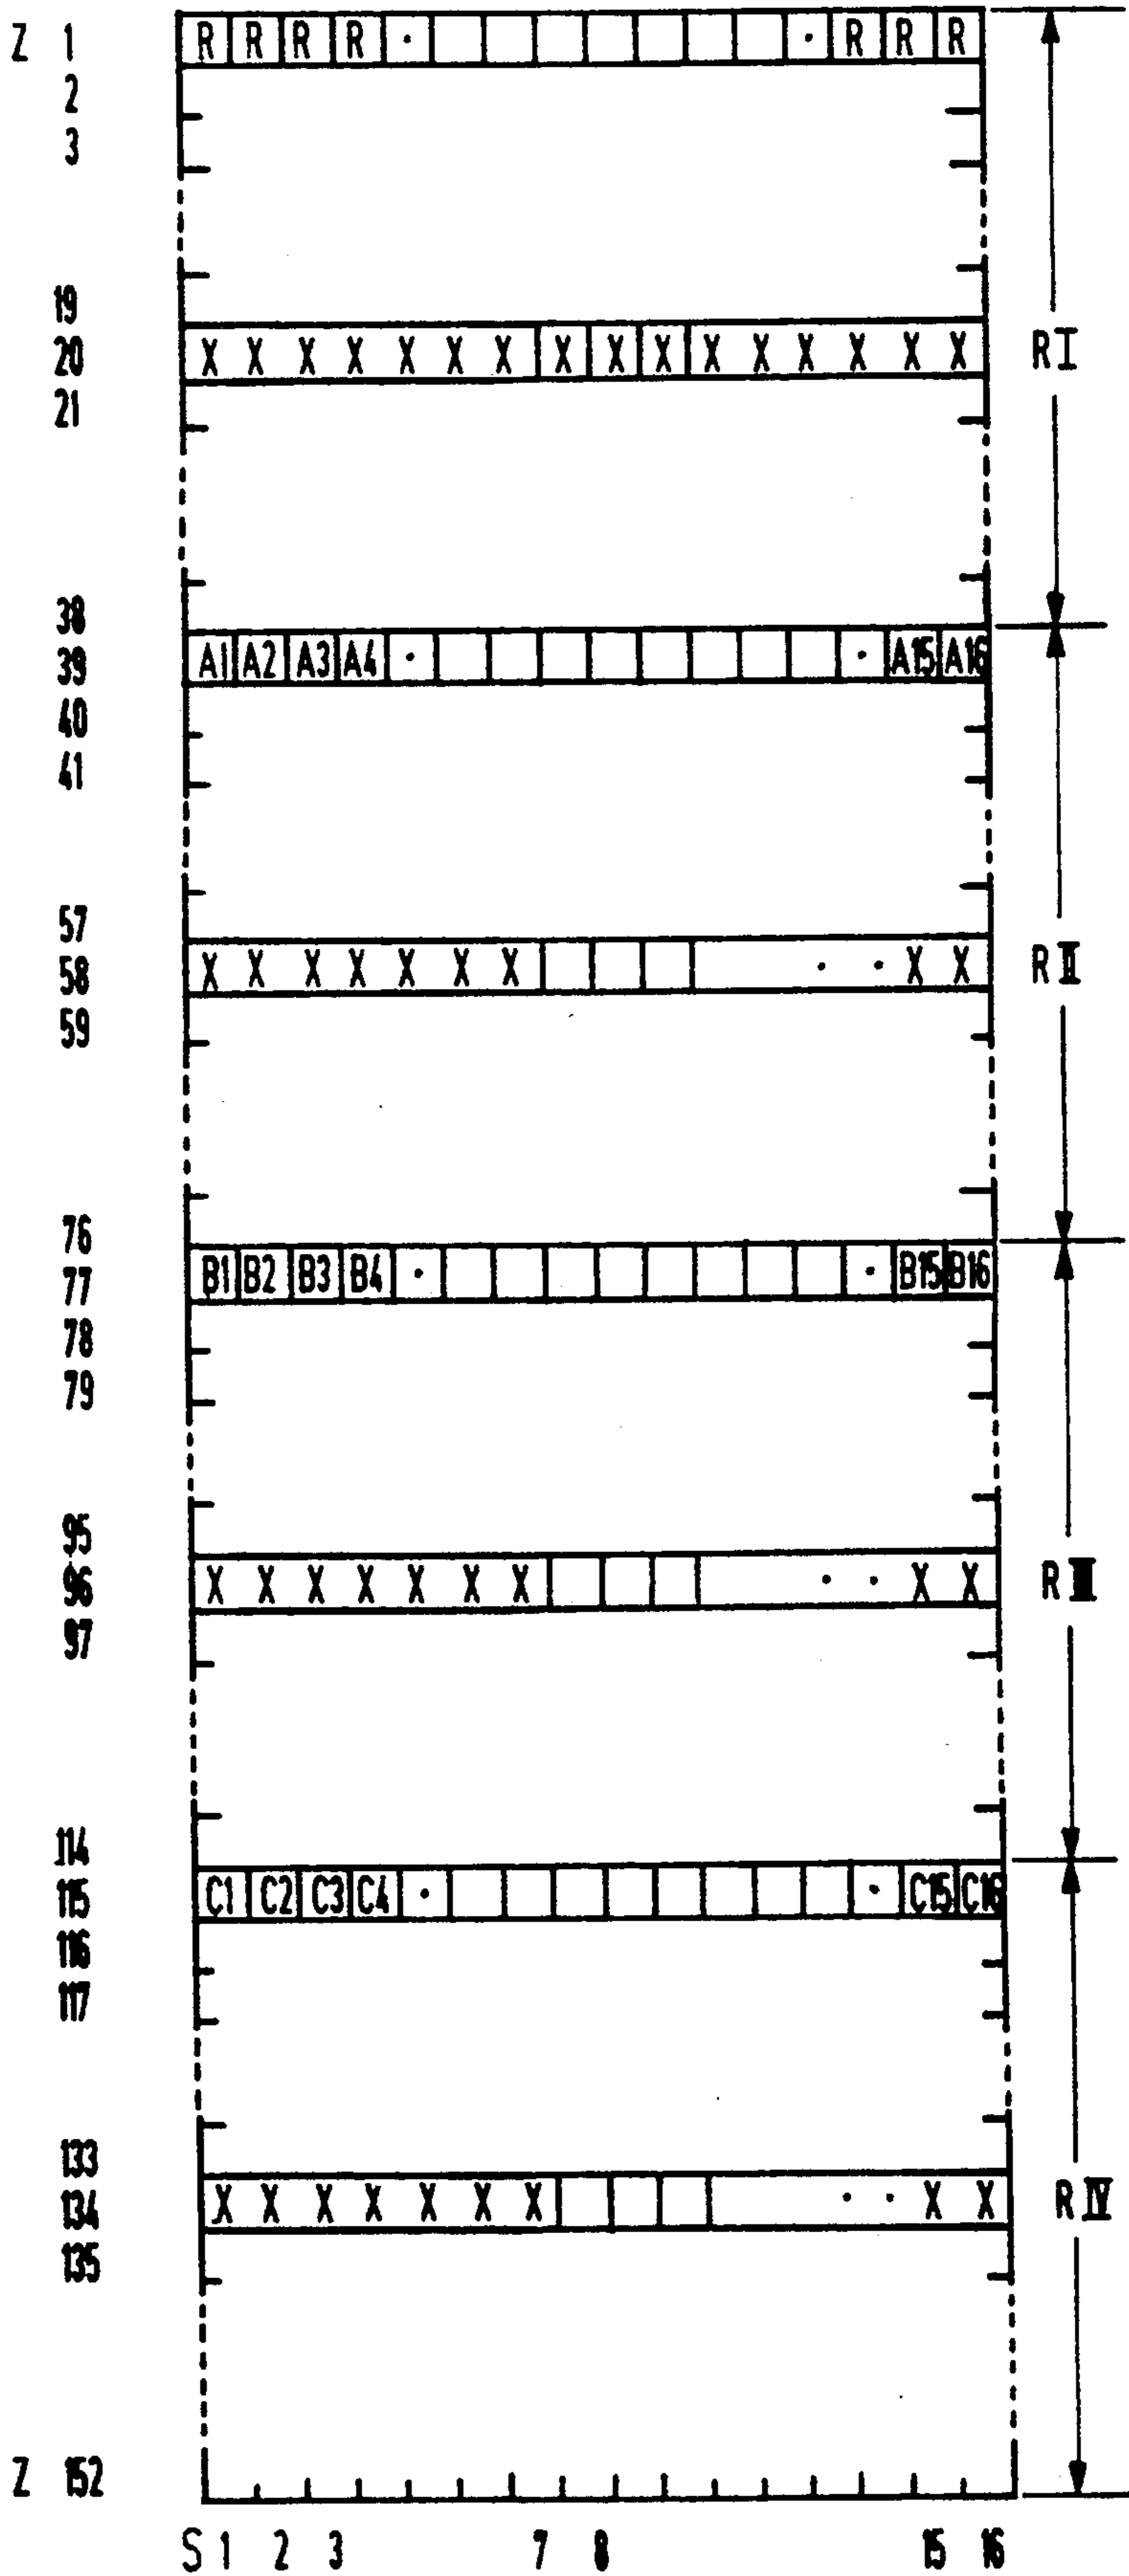 Z 1 R R R R · · R R R
2
3
19
20 X X X X X X X X X X X X X X X X R I
21
38
39 A1 A2 A3 A4 · · A15 A16
40
41
57
58 X X X X X X X · · X X R II
59
76
77 B1 B2 B3 B4 · · B15 B16
78
79
95
96 X X X X X X X · · X X R III
97
114
115 C1 C2 C3 C4 · · C15 C16
116
117
133
134 X X X X X X X · · X X R IV
135
Z 152
S 1 2 3 7 8 15 16